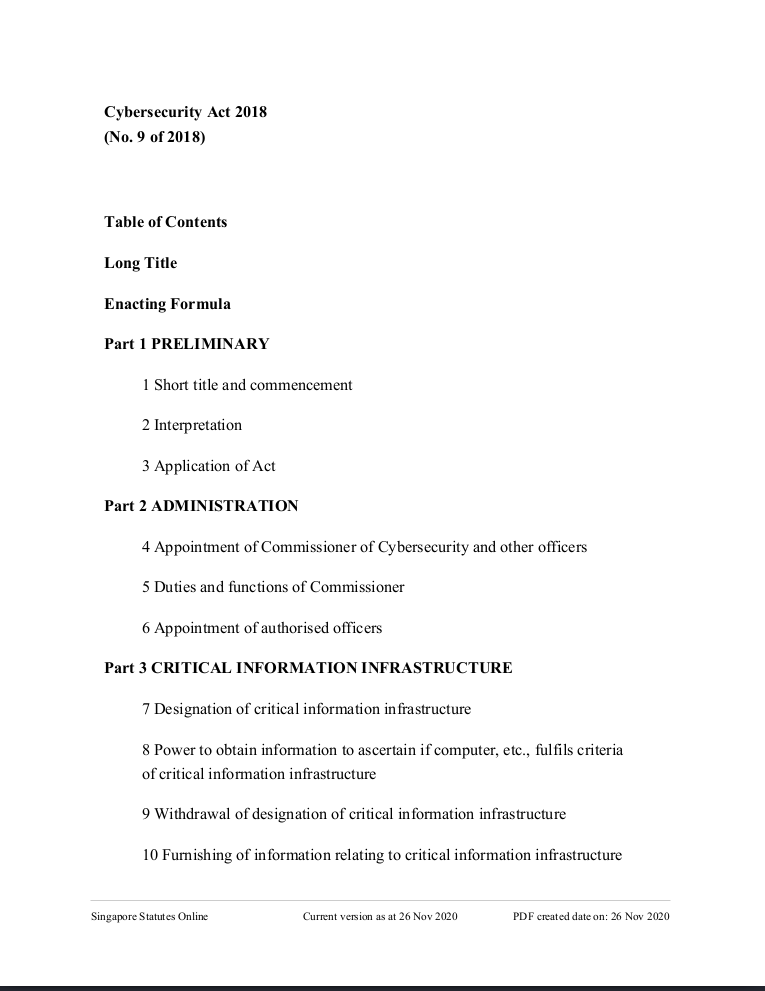 Cybersecurity Act 2018
(No. 9 of 2018)
Table of Contents
Long Title
Enacting Formula
Part 1 PRELIMINARY
1 Short title and commencement
2 Interpretation
3 Application of Act
Part 2 ADMINISTRATION
4 Appointment of Commissioner of Cybersecurity and other officers
5 Duties and functions of Commissioner
6 Appointment of authorised officers
Part 3 CRITICAL INFORMATION INFRASTRUCTURE
7 Designation of critical information infrastructure
8 Power to obtain information to ascertain if computer, etc., fulfils criteria
of critical information infrastructure
9 Withdrawal of designation of critical information infrastructure
10 Furnishing of information relating to critical information infrastructure
Singapore Statutes Online Current version as at 26 Nov 2020 PDF created date on: 26 Nov 2020